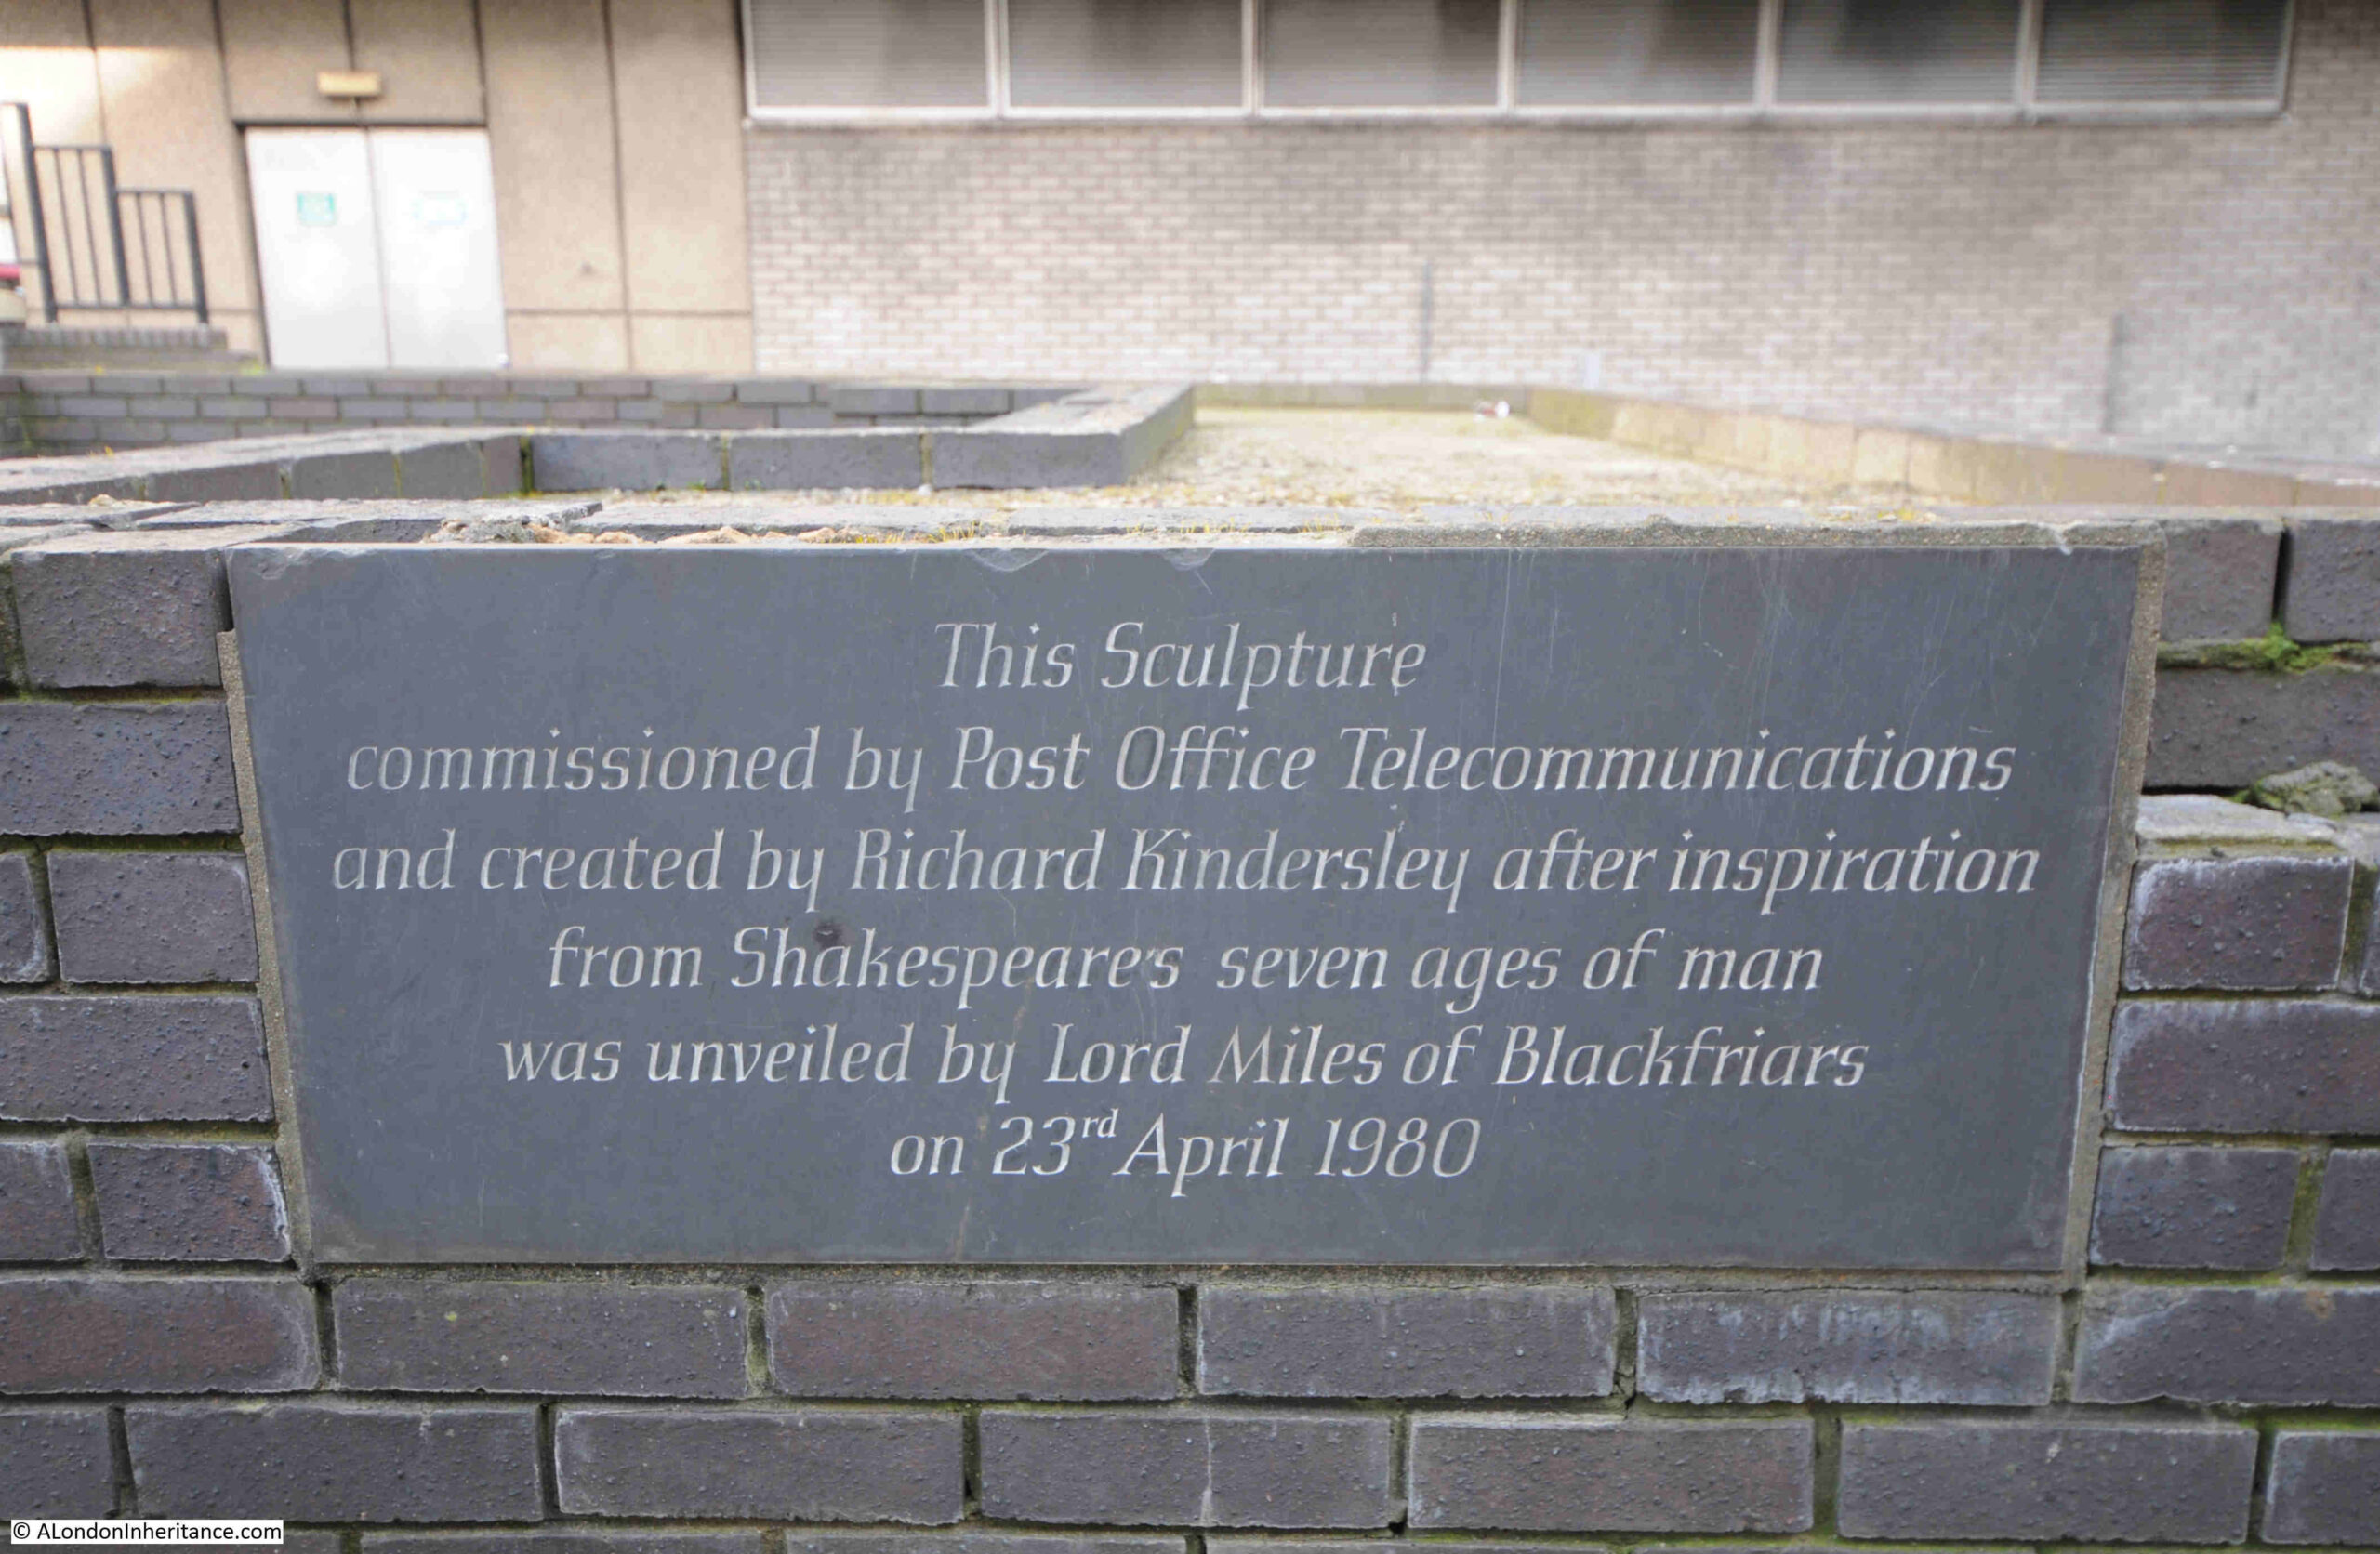 This Sculpture
commissioned by Post Office Telecommunications
and created by Richard Kindersley after inspiration
from Shakespeare's seven ages of man
was unveiled by Lord Miles of Blackfriars
on 23rd April 1980
© ALondonInheritance.com